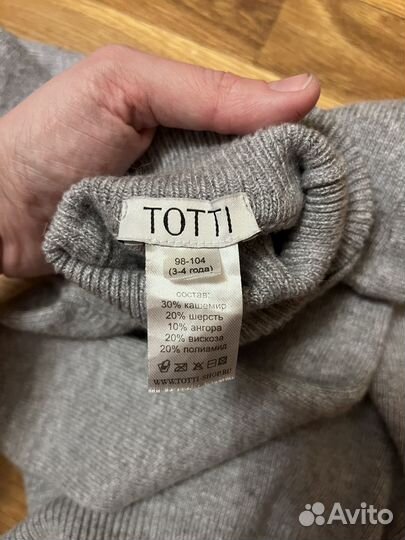 TOTTI
98-104
(3-4 года)
состав:
30% кашемир
20% шерсть
10% ангора
20% вискоза
20% полиамид
WWW.TOTTI-SHOP.RU
Avito